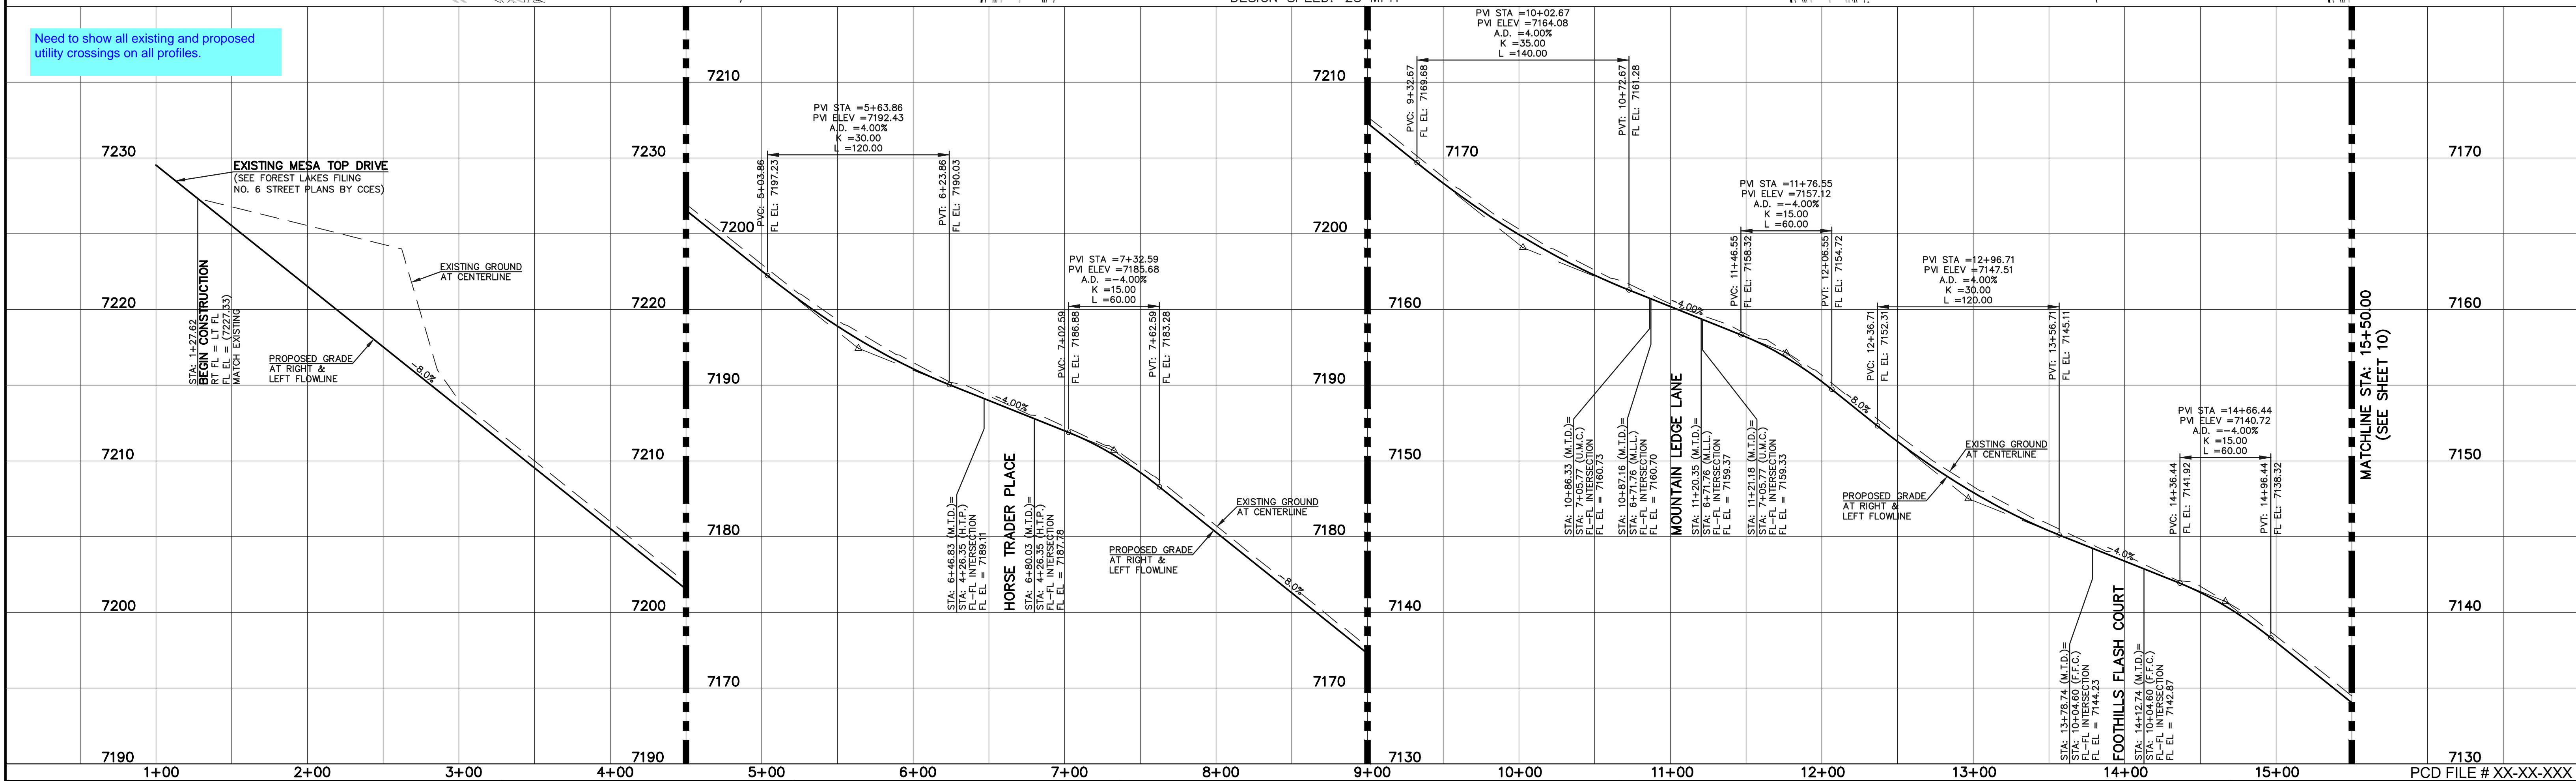 Need to show all existing and proposed
utility crossings on all profiles.
EXISTING MESA TOP DRIVE
(SEE FOREST LAKES FILING
NO. 6 STREET PLANS BY CCES)
STA: 1+27.62
BEGIN CONSTRUCTION
RT FL = LT FL
FL EL = (7227.33)
MATCH EXISTING
EXISTING GROUND
AT CENTERLINE
PROPOSED GRADE
AT RIGHT &
LEFT FLOWLINE
-8.0%
7230
7220
7210
7200
7190
7230
7220
7210
7200
7190
7210
7200
7190
7180
7170
PVI STA =5+63.86
PVI ELEV =7192.43
A.D. =4.00%
K =30.00
L =120.00
PVC: 5+03.86
FL EL: 7197.23
PVT: 6+23.86
FL EL: 7190.03
PVI STA =7+32.59
PVI ELEV =7185.68
A.D. =-4.00%
K =15.00
L =60.00
PVC: 7+02.59
FL EL: 7186.88
PVT: 7+62.59
FL EL: 7183.28
-4.00%
STA: 6+46.83 (M.T.D.)=
STA: 4+26.35 (H.T.P.)
FL-FL INTERSECTION
FL EL = 7189.11
HORSE TRADER PLACE
STA: 6+80.03 (M.T.D.)=
STA: 4+26.35 (H.T.P.)
FL-FL INTERSECTION
FL EL = 7187.78
EXISTING GROUND
AT CENTERLINE
PROPOSED GRADE
AT RIGHT &
LEFT FLOWLINE
-8.0%
7210
7200
7190
7180
7170
PVI STA =10+02.67
PVI ELEV =7164.08
A.D. =4.00%
K =35.00
L =140.00
PVC: 9+32.67
FL EL: 7169.68
PVT: 10+72.67
FL EL: 7161.28
7170
7160
7150
7140
7130
-4.00%
PVI STA =11+76.55
PVI ELEV =7157.12
A.D. =-4.00%
K =15.00
L =60.00
PVC: 11+46.55
FL EL: 7158.32
PVT: 12+06.55
FL EL: 7154.72
STA: 10+86.33 (M.T.D.)=
STA: 7+05.77 (U.M.C.)
FL-FL INTERSECTION
FL EL = 7160.73
STA: 10+87.16 (M.T.D.)=
STA: 6+71.76 (M.L.L.)
FL-FL INTERSECTION
FL EL = 7160.70
MOUNTAIN LEDGE LANE
STA: 11+20.35 (M.T.D.)=
STA: 6+71.76 (M.L.L.)
FL-FL INTERSECTION
FL EL = 7159.37
STA: 11+21.18 (M.T.D.)=
STA: 7+05.77 (U.M.C.)
FL-FL INTERSECTION
FL EL = 7159.33
-8.0%
PVI STA =12+96.71
PVI ELEV =7147.51
A.D. =4.00%
K =30.00
L =120.00
PVC: 12+36.71
FL EL: 7152.31
PVT: 13+56.71
FL EL: 7145.11
EXISTING GROUND
AT CENTERLINE
PROPOSED GRADE
AT RIGHT &
LEFT FLOWLINE
-4.0%
STA: 13+78.74 (M.T.D.)=
STA: 10+04.60 (F.F.C.)
FL-FL INTERSECTION
FL EL = 7144.23
FOOTHILLS FLASH COURT
STA: 14+12.74 (M.T.D.)=
STA: 10+04.60 (F.F.C.)
FL-FL INTERSECTION
FL EL = 7142.87
PVI STA =14+66.44
PVI ELEV =7140.72
A.D. =-4.00%
K =15.00
L =60.00
PVC: 14+36.44
FL EL: 7141.92
PVT: 14+96.44
FL EL: 7138.32
MATCHLINE STA: 15+50.00
(SEE SHEET 10)
7170
7160
7150
7140
7130
1+00
2+00
3+00
4+00
5+00
6+00
7+00
8+00
9+00
10+00
11+00
12+00
13+00
14+00
15+00
PCD FILE # XX-XX-XXX